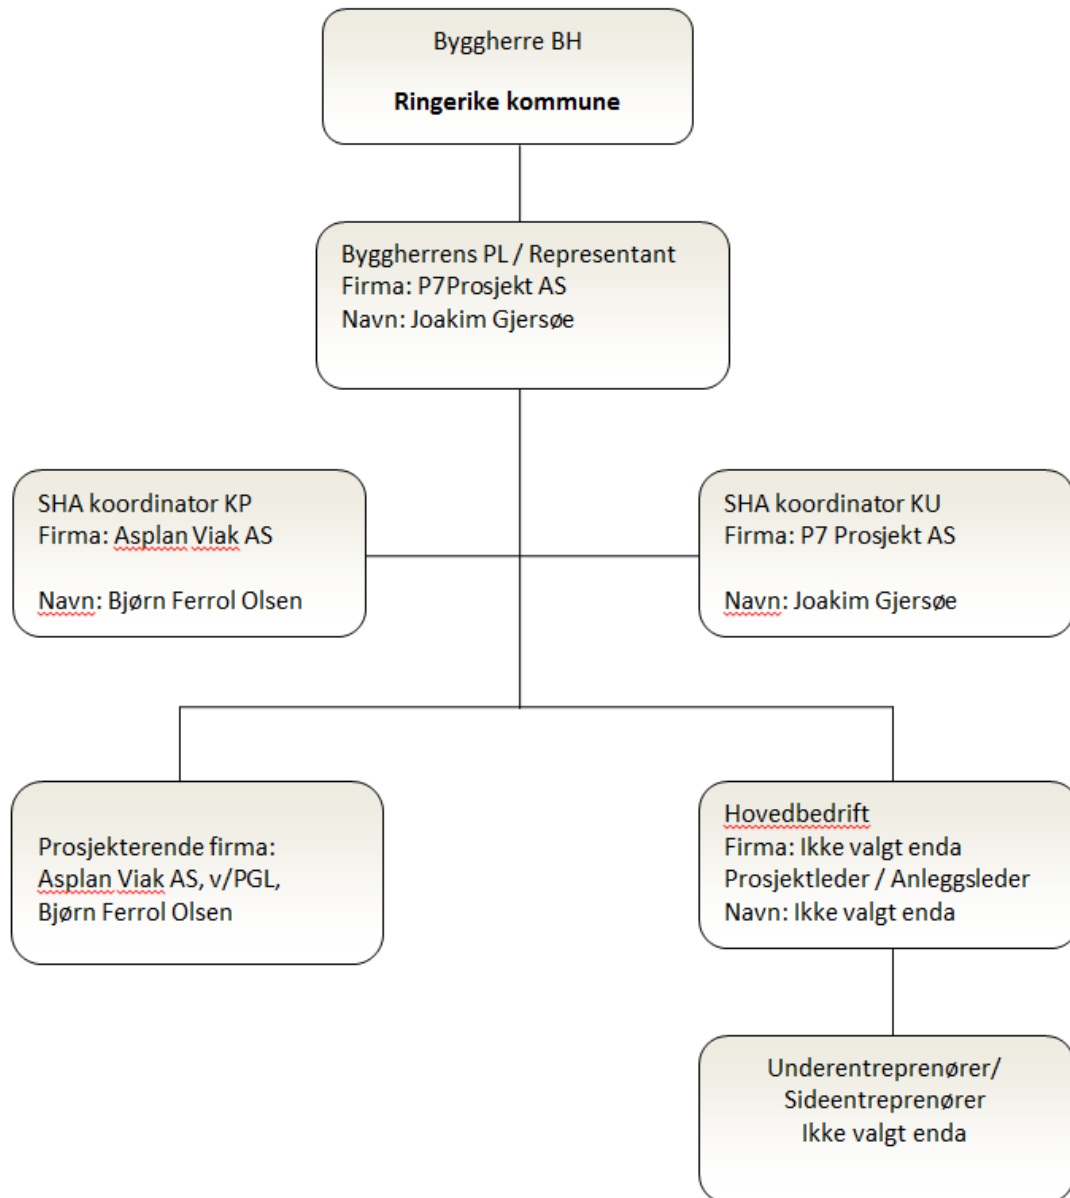 Byggherre BH
Ringerike kommune
Byggherrens PL / Representant
Firma: P7Prosjekt AS
Navn: Joakim Gjersøe
SHA koordinator KP
Firma: Asplan Viak AS
Navn: Bjørn Ferrol Olsen
SHA koordinator KU
Firma: P7 Prosjekt AS
Navn: Joakim Gjersøe
Prosjekterende firma:
Asplan Viak AS, v/PGL,
Bjørn Ferrol Olsen
Hovedbedrift
Firma: Ikke valgt enda
Prosjektleder / Anleggsleder
Navn: Ikke valgt enda
Underentreprenører/
Sideentreprenører
Ikke valgt enda